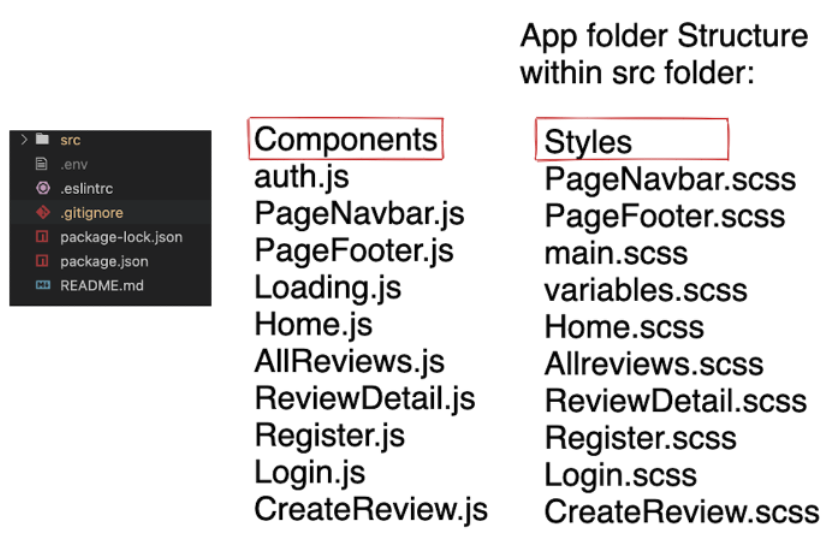 App folder Structure
within src folder:
src
.env
.eslintrc
.gitignore
package-lock.json
package.json
README.md
Components
auth.js
PageNavbar.js
PageFooter.js
Loading.js
Home.js
AllReviews.js
ReviewDetail.js
Register.js
Login.js
CreateReview.js
Styles
PageNavbar.scss
PageFooter.scss
main.scss
variables.scss
Home.scss
Allreviews.scss
ReviewDetail.scss
Register.scss
Login.scss
CreateReview.scss